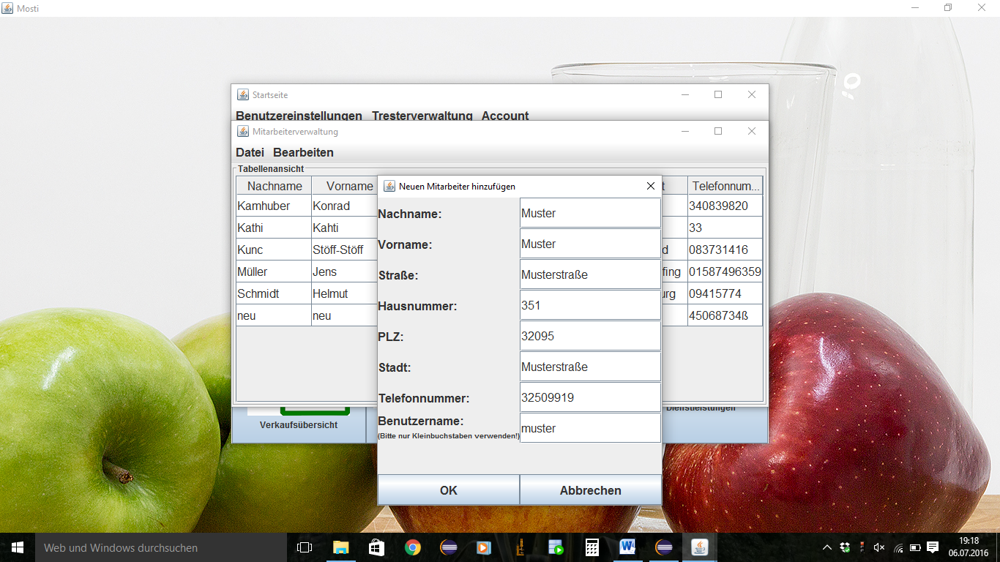 Mosti
Startseite
Benutzereinstellungen Tresterverwaltung Account
Mitarbeiterverwaltung
Datei Bearbeiten
Tabellenansicht
Nachname Vorname Telefonnum...
Kamhuber Konrad 340839820
Kathi Kahti 33
Kunc Stöff-Stöff 083731416
Müller Jens 01587496359
Schmidt Helmut 09415774
neu neu 45068734ß
Neuen Mitarbeiter hinzufügen
Nachname: Muster
Vorname: Muster
Straße: Musterstraße
Hausnummer: 351
PLZ: 32095
Stadt: Musterstraße
Telefonnummer: 32509919
Benutzername: muster
(Bitte nur Kleinbuchstaben verwenden!)
OK Abbrechen
Verkaufsübersicht
Dienstleistungen
Web und Windows durchsuchen
19:18
06.07.2016